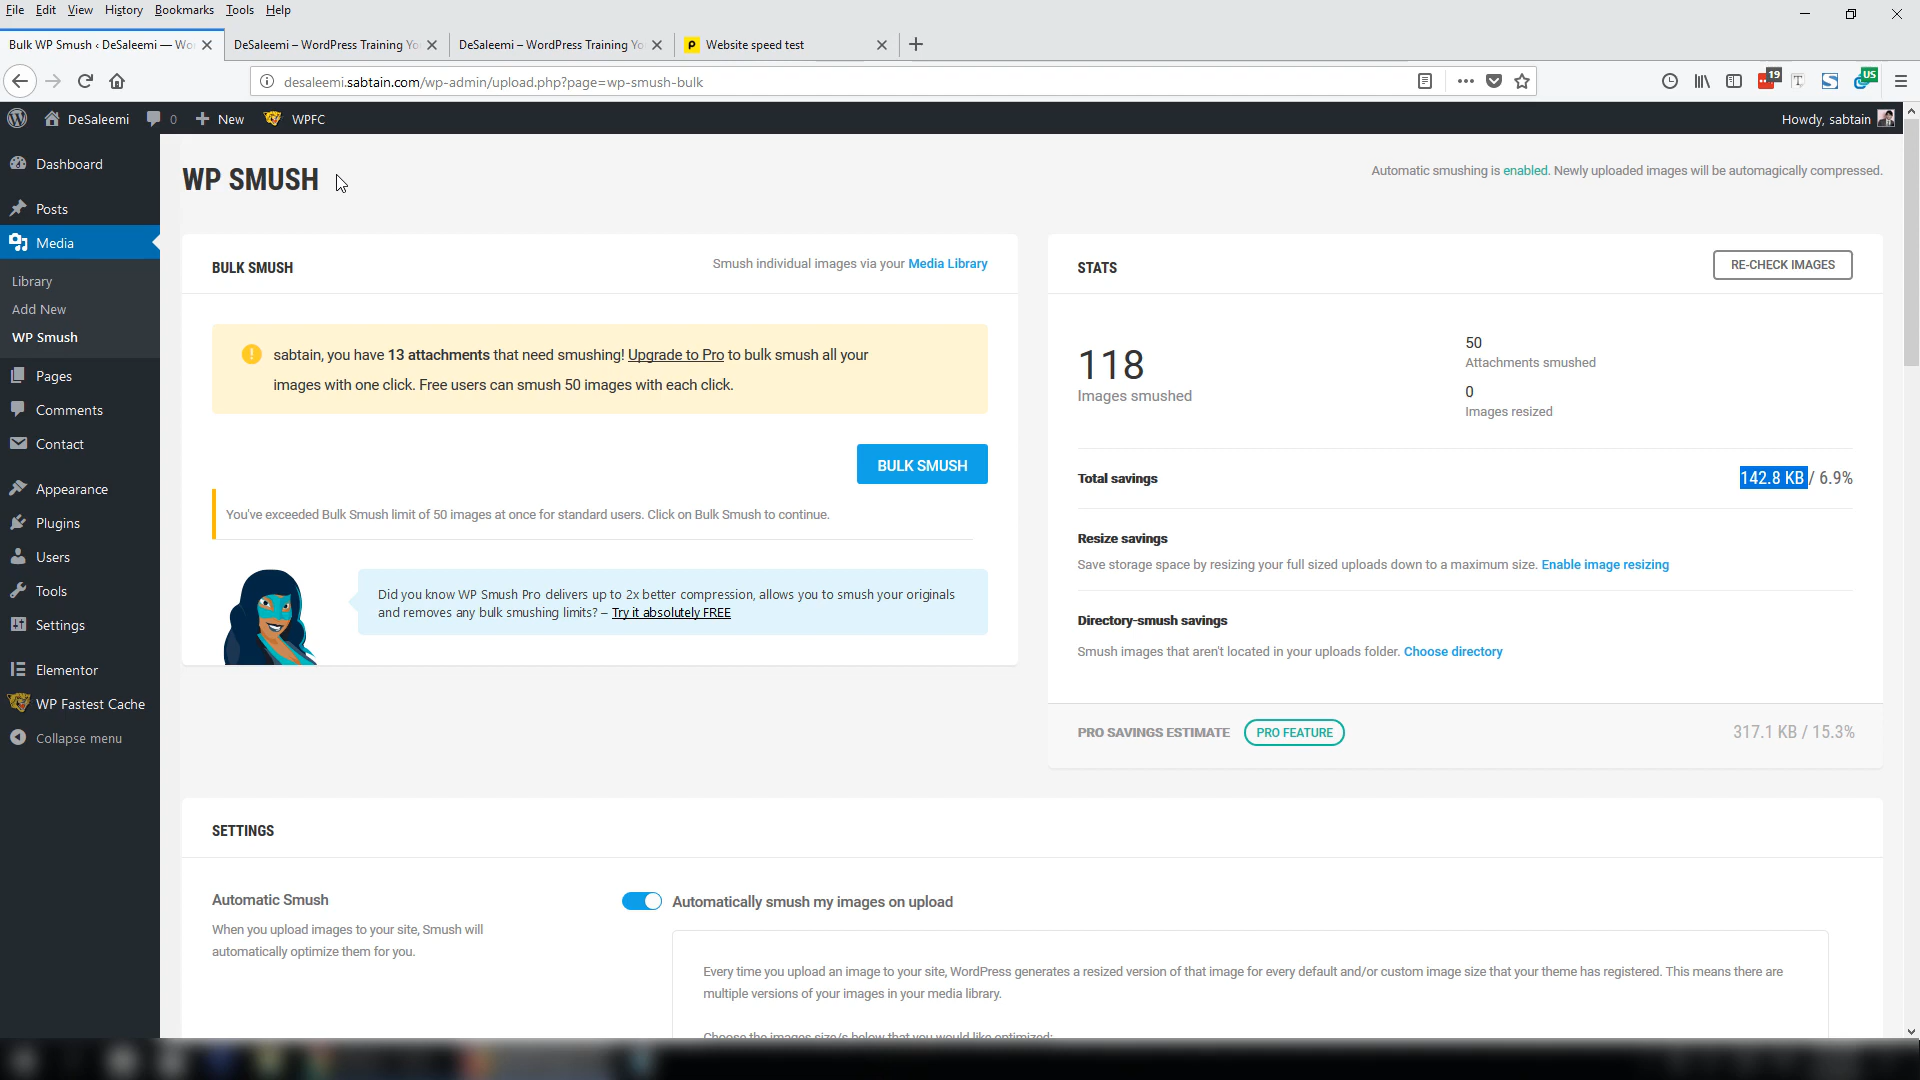 File Edit View History Bookmarks Tools Help
Bulk WP Smush ‹ DeSaleemi — Wo
DeSaleemi – WordPress Training Yo
DeSaleemi – WordPress Training Yo
Website speed test
desaleemi.sabtain.com/wp-admin/upload.php?page=wp-smush-bulk
19
US
DeSaleemi 0 New WPFC
Howdy, sabtain
Dashboard
Posts
Media
Library
Add New
WP Smush
Pages
Comments
Contact
Appearance
Plugins
Users
Tools
Settings
Elementor
WP Fastest Cache
Collapse menu
WP SMUSH
Automatic smushing is enabled. Newly uploaded images will be automagically compressed.
BULK SMUSH
Smush individual images via your Media Library
sabtain, you have 13 attachments that need smushing! Upgrade to Pro to bulk smush all your
images with one click. Free users can smush 50 images with each click.
BULK SMUSH
You've exceeded Bulk Smush limit of 50 images at once for standard users. Click on Bulk Smush to continue.
Did you know WP Smush Pro delivers up to 2x better compression, allows you to smush your originals
and removes any bulk smushing limits? – Try it absolutely FREE
STATS
RE-CHECK IMAGES
118
Images smushed
50
Attachments smushed
0
Images resized
Total savings
142.8 KB / 6.9%
Resize savings
Save storage space by resizing your full sized uploads down to a maximum size. Enable image resizing
Directory-smush savings
Smush images that aren't located in your uploads folder. Choose directory
PRO SAVINGS ESTIMATE
PRO FEATURE
317.1 KB / 15.3%
SETTINGS
Automatic Smush
When you upload images to your site, Smush will
automatically optimize them for you.
Automatically smush my images on upload
Every time you upload an image to your site, WordPress generates a resized version of that image for every default and/or custom image size that your theme has registered. This means there are
multiple versions of your images in your media library.
Choose the images size/s below that you would like optimized: